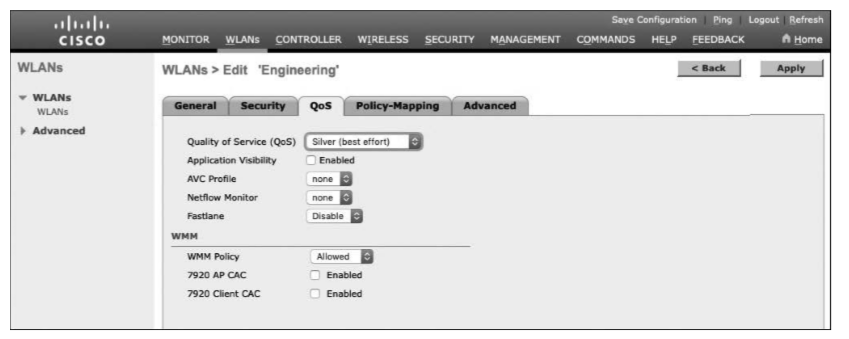 Save Configuration | Ping | Logout | Refresh
CISCO
MONITOR WLANs CONTROLLER WIRELESS SECURITY MANAGEMENT COMMANDS HELP FEEDBACK Home
WLANs
WLANs > Edit 'Engineering'
< Back
Apply
WLANs
WLANs
Advanced
General Security QoS Policy-Mapping Advanced
Quality of Service (QoS) Silver (best effort)
Application Visibility Enabled
AVC Profile none
Netflow Monitor none
Fastlane Disable
WMM
WMM Policy Allowed
7920 AP CAC Enabled
7920 Client CAC Enabled